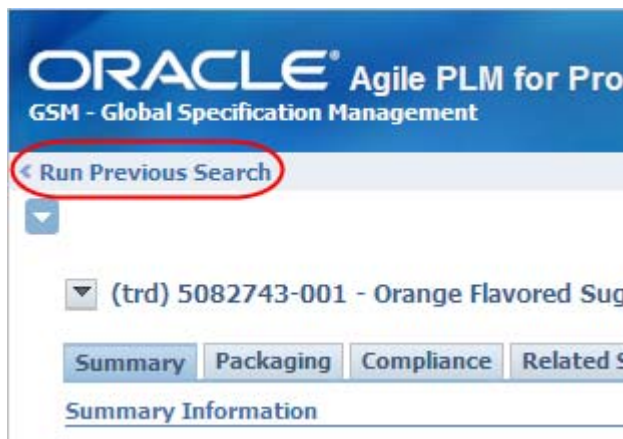 ORACLE® Agile PLM for Pro
GSM - Global Specification Management
< Run Previous Search
(trd) 5082743-001 - Orange Flavored Sug
Summary Packaging Compliance Related S
Summary Information